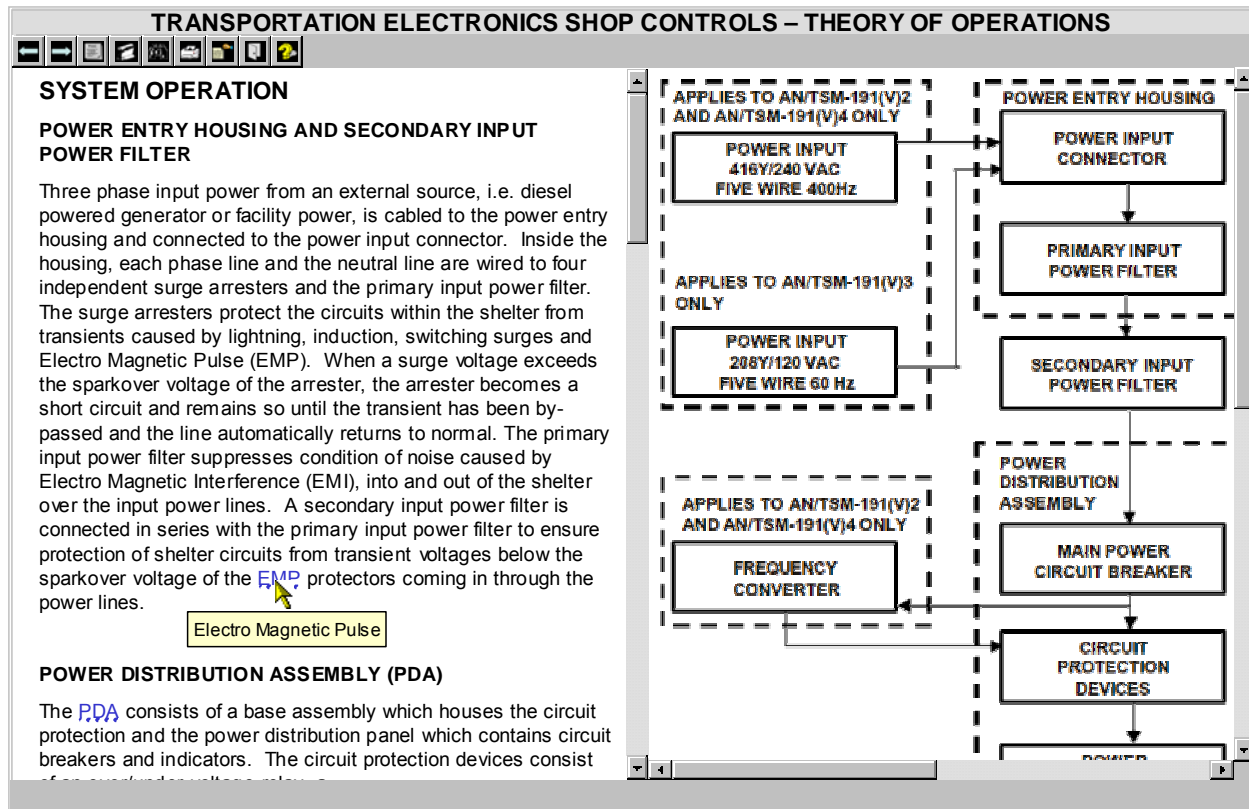 TRANSPORTATION ELECTRONICS SHOP CONTROLS – THEORY OF OPERATIONS
SYSTEM OPERATION
POWER ENTRY HOUSING AND SECONDARY INPUT
POWER FILTER
Three phase input power from an external source, i.e. diesel
powered generator or facility power, is cabled to the power entry
housing and connected to the power input connector. Inside the
housing, each phase line and the neutral line are wired to four
independent surge arresters and the primary input power filter.
The surge arresters protect the circuits within the shelter from
transients caused by lightning, induction, switching surges and
Electro Magnetic Pulse (EMP). When a surge voltage exceeds
the sparkover voltage of the arrester, the arrester becomes a
short circuit and remains so until the transient has been by-
passed and the line automatically returns to normal. The primary
input power filter suppresses condition of noise caused by
Electro Magnetic Interference (EMI), into and out of the shelter
over the input power lines. A secondary input power filter is
connected in series with the primary input power filter to ensure
protection of shelter circuits from transient voltages below the
sparkover voltage of the EMP protectors coming in through the
power lines.
Electro Magnetic Pulse
POWER DISTRIBUTION ASSEMBLY (PDA)
The PDA consists of a base assembly which houses the circuit
protection and the power distribution panel which contains circuit
breakers and indicators. The circuit protection devices consist
of an over/under voltage relay, a
APPLIES TO AN/TSM-191(V)2
AND AN/TSM-191(V)4 ONLY
POWER INPUT
416Y/240 VAC
FIVE WIRE 400Hz
APPLIES TO AN/TSM-191(V)3
ONLY
POWER INPUT
208Y/120 VAC
FIVE WIRE 60 Hz
POWER ENTRY HOUSING
POWER INPUT
CONNECTOR
PRIMARY INPUT
POWER FILTER
SECONDARY INPUT
POWER FILTER
APPLIES TO AN/TSM-191(V)2
AND AN/TSM-191(V)4 ONLY
FREQUENCY
CONVERTER
POWER
DISTRIBUTION
ASSEMBLY
MAIN POWER
CIRCUIT BREAKER
CIRCUIT
PROTECTION
DEVICES
POWER